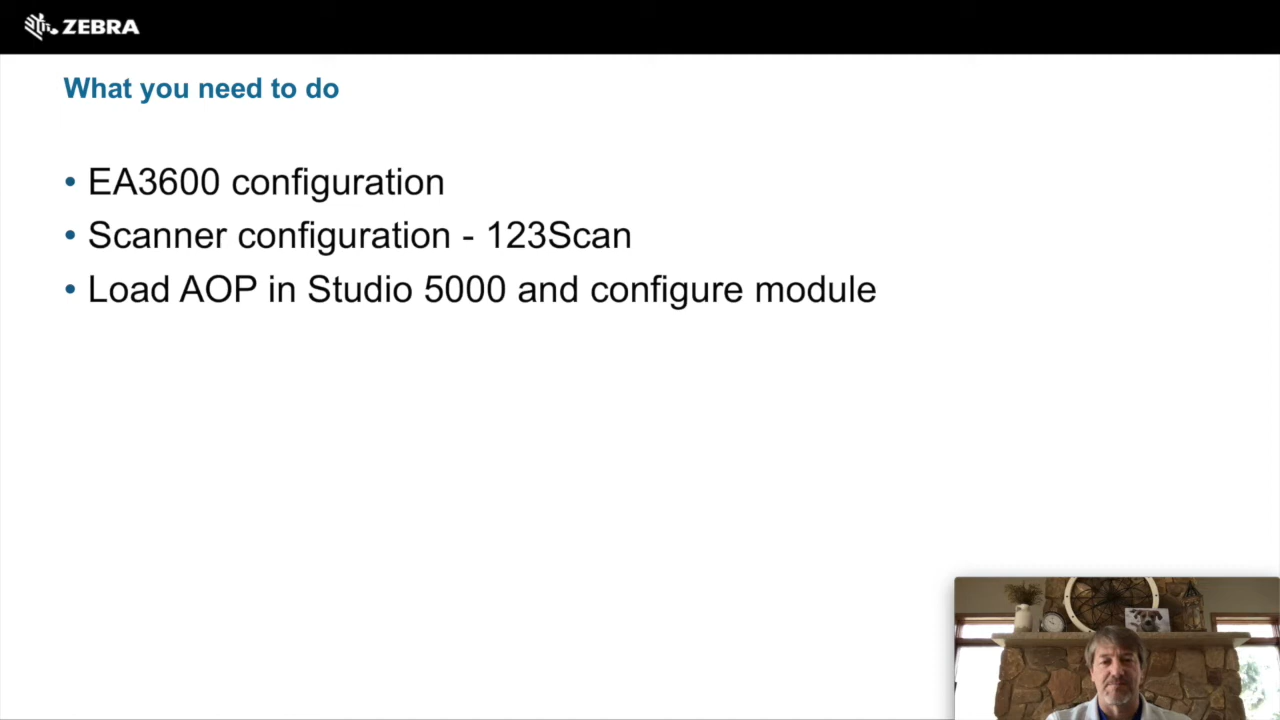 ZEBRA
What you need to do
• EA3600 configuration
• Scanner configuration - 123Scan
• Load AOP in Studio 5000 and configure module